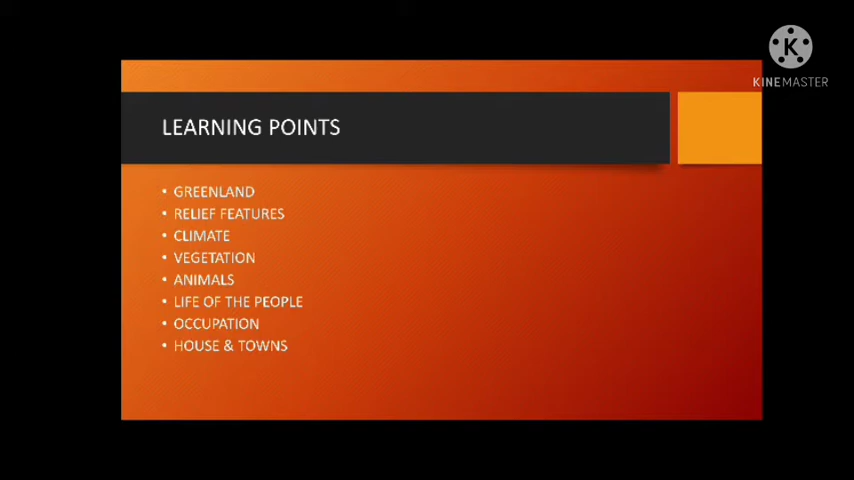 K
KINEMASTER
LEARNING POINTS
• GREENLAND
• RELIEF FEATURES
• CLIMATE
• VEGETATION
• ANIMALS
• LIFE OF THE PEOPLE
• OCCUPATION
• HOUSE & TOWNS